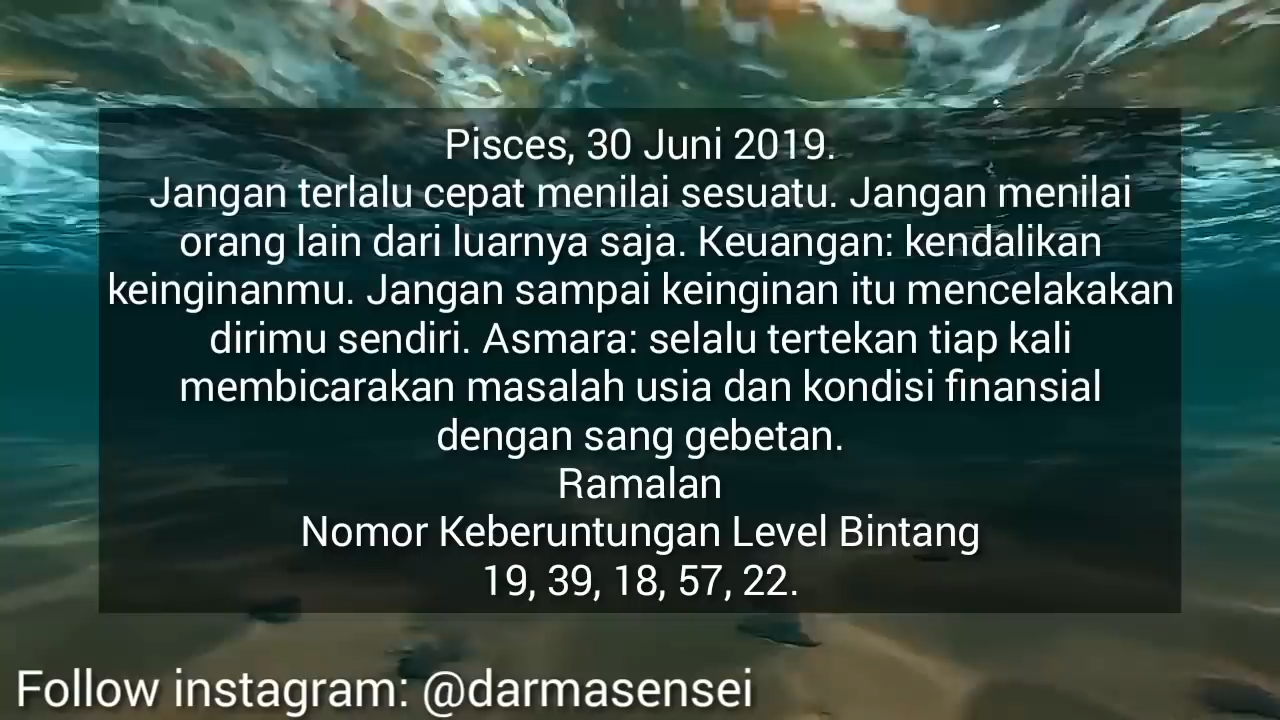 Pisces, 30 Juni 2019.
Jangan terlalu cepat menilai sesuatu. Jangan menilai
orang lain dari luarnya saja. Keuangan: kendalikan
keinginanmu. Jangan sampai keinginan itu mencelakakan
dirimu sendiri. Asmara: selalu tertekan tiap kali
membicarakan masalah usia dan kondisi finansial
dengan sang gebetan.
Ramalan
Nomor Keberuntungan Level Bintang
19, 39, 18, 57, 22.
Follow instagram: @darmasensei